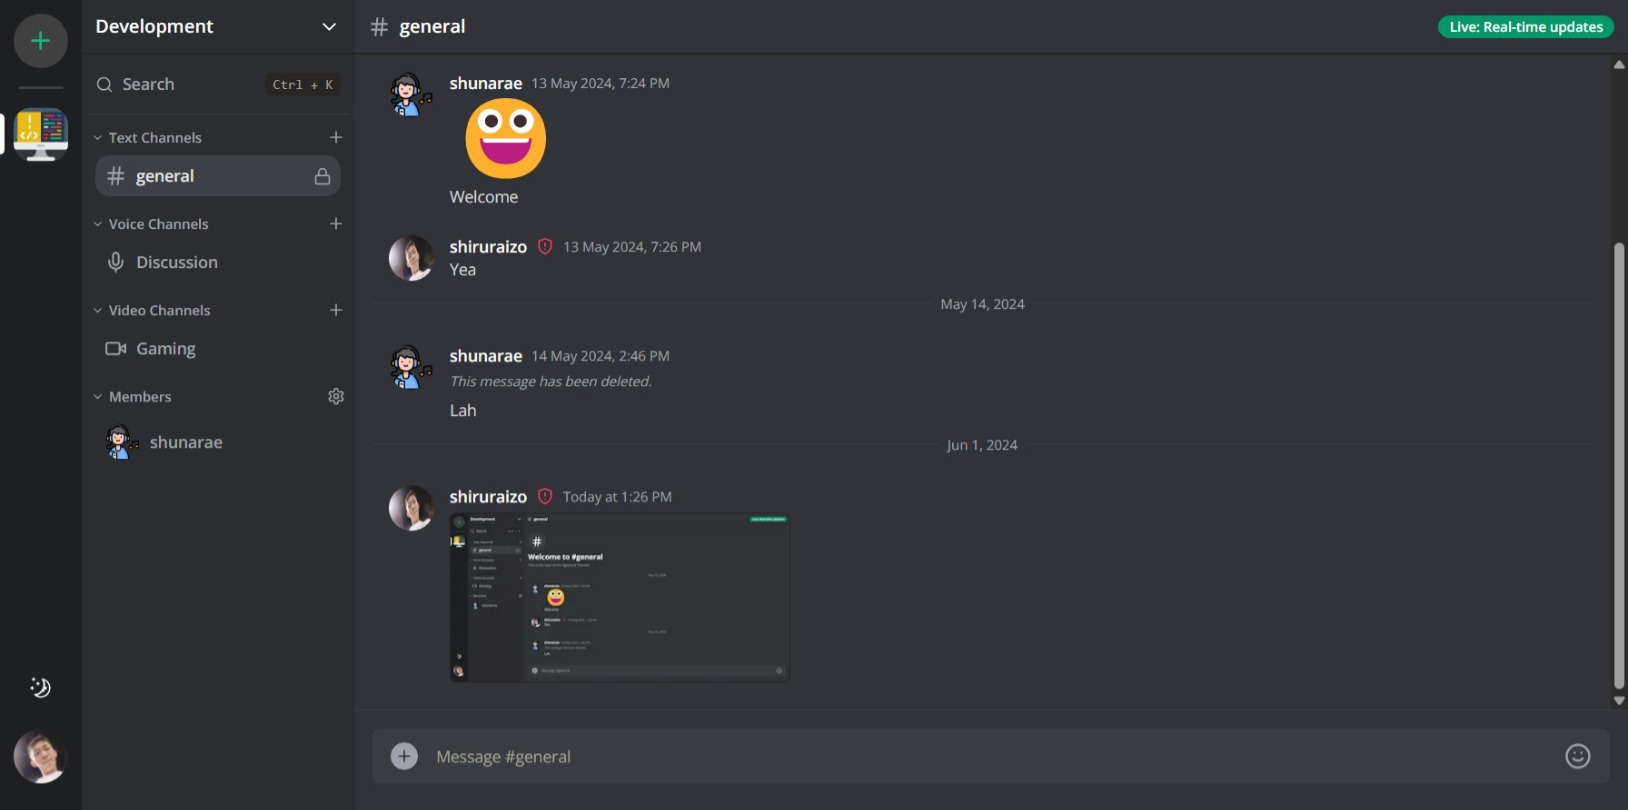 Development
# general
Live: Real-time updates
Search
Ctrl + K
Text Channels
# general
Voice Channels
Discussion
Video Channels
Gaming
Members
shunarae
shunarae 13 May 2024, 7:24 PM
Welcome
shiruraizo 13 May 2024, 7:26 PM
Yea
May 14, 2024
shunarae 14 May 2024, 2:46 PM
This message has been deleted.
Lah
Jun 1, 2024
shiruraizo Today at 1:26 PM
Development
# general
#
Welcome to #general
Message #general